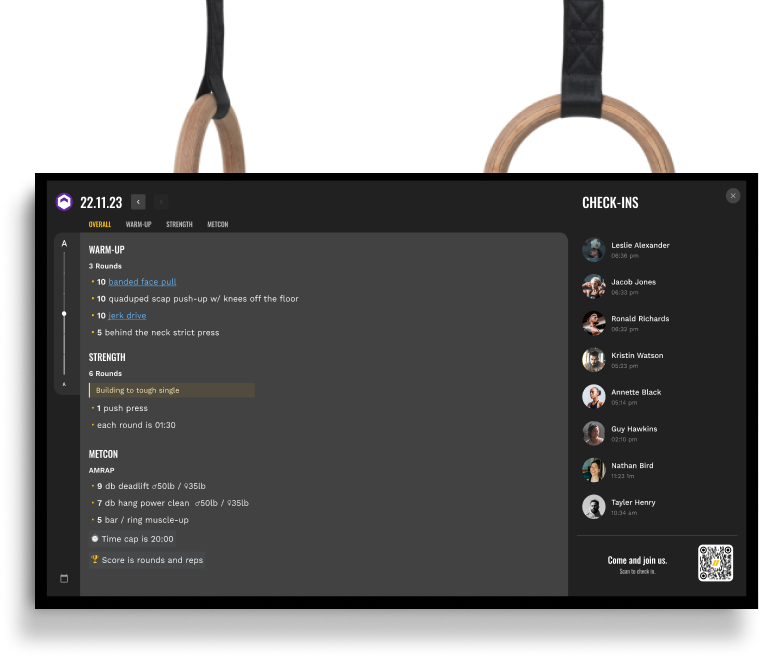 22.11.23
OVERALL WARM-UP STRENGTH METCON
A
A
WARM-UP
3 Rounds
• 10 banded face pull
• 10 quaduped scap push-up w/ knees off the floor
• 10 jerk drive
• 5 behind the neck strict press
STRENGTH
6 Rounds
Building to tough single
• 1 push press
• each round is 01:30
METCON
AMRAP
• 9 db deadlift ♂50lb / ♀35lb
• 7 db hang power clean ♂50lb / ♀35lb
• 5 bar / ring muscle-up
Time cap is 20:00
🏆 Score is rounds and reps
CHECK-INS
Leslie Alexander
06:36 pm
Jacob Jones
06:33 pm
Ronald Richards
06:32 pm
Kristin Watson
05:23 pm
Annette Black
05:14 pm
Guy Hawkins
02:10 pm
Nathan Bird
11:23 1m
Tayler Henry
10:34 am
Come and join us.
Scan to check in.